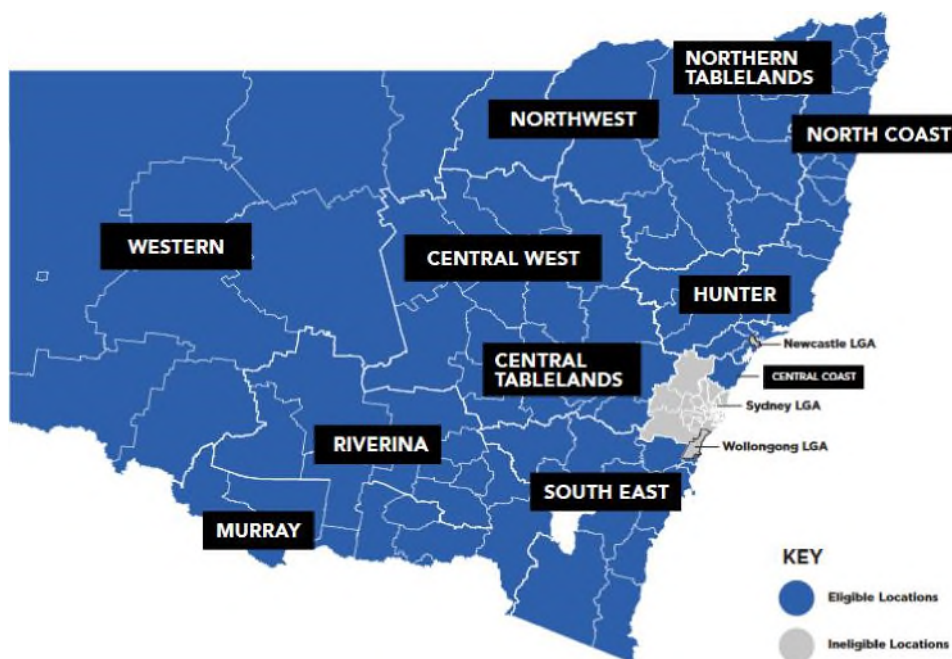 NORTHERN
TABLELANDS
NORTHWEST
NORTH COAST
WESTERN
CENTRAL WEST
HUNTER
Newcastle LGA
CENTRAL
TABLELANDS
CENTRAL COAST
Sydney LGA
RIVERINA
Wollongong LGA
SOUTH EAST
MURRAY
KEY
Eligible Locations
Ineligible Locations